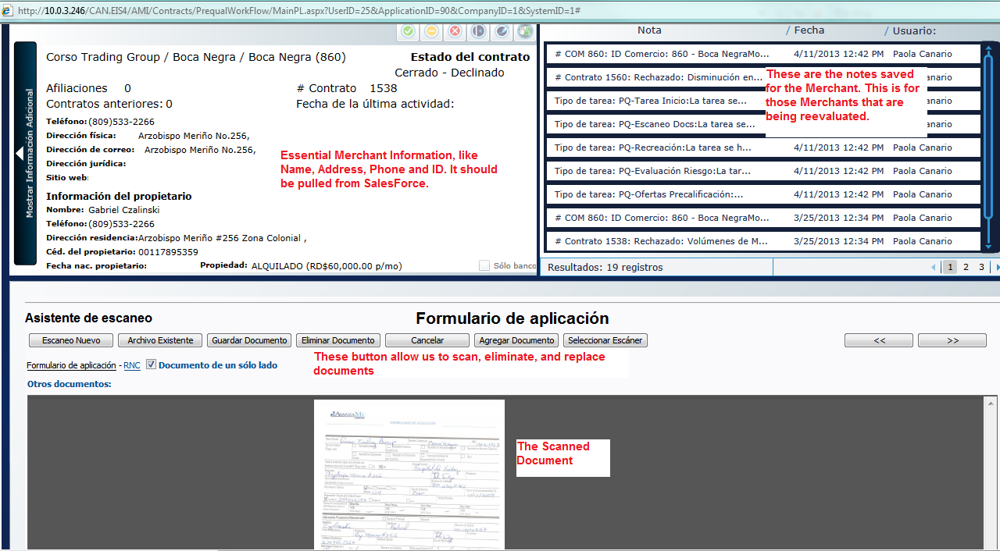 http://10.0.3.246/CAN.EIS4/AMI/Contracts/PrequalWorkFlow/MainPL.aspx?UserID=25&ApplicationID=90&CompanyID=1&SystemID=1#
Mostrar Información Adicional
Corso Trading Group / Boca Negra / Boca Negra (860)
Estado del contrato
Cerrado - Declinado
Afiliaciones 0
# Contrato 1538
Contratos anteriores: 0
Fecha de la última actividad:
Teléfono: (809)533-2266
Dirección física: Arzobispo Meriño No.256,
Dirección de correo: Arzobispo Meriño No.256,
Dirección jurídica:
Sitio web:
Essential Merchant Information, like
Name, Address, Phone and ID. It should
be pulled from SalesForce.
Información del propietario
Nombre: Gabriel Czalinski
Teléfono: (809)533-2266
Dirección residencia: Arzobispo Meriño #256 Zona Colonial ,
Céd. del propietario: 00117895359
Fecha nac. propietario:
Propiedad: ALQUILADO (RD$60,000.00 p/mo)
Sólo banco
Nota / Fecha / Usuario:
# COM 860: ID Comercio: 860 - Boca NegraMo... 4/11/2013 12:42 PM Paola Canario
# Contrato 1560: Rechazado: Disminución en... anario
Tipo de tarea: PQ-Tarea Inicio:La tarea se... anario
Tipo de tarea: PQ-Escaneo Docs:La tarea se... anario
These are the notes saved
for the Merchant. This is for
those Merchants that are
being reevaluated.
Tipo de tarea: PQ-Recreación:La tarea se h... 4/11/2013 12:42 PM Paola Canario
Tipo de tarea: PQ-Evaluación Riesgo:La tar... 4/11/2013 12:42 PM Paola Canario
Tipo de tarea: PQ-Ofertas Precalificación:... 4/11/2013 12:42 PM Paola Canario
# COM 860: ID Comercio: 860 - Boca NegraMo... 3/25/2013 12:34 PM Paola Canario
# Contrato 1538: Rechazado: Volúmenes de M... 3/25/2013 12:34 PM Paola Canario
Resultados: 19 registros
1 2 3
Asistente de escaneo
Formulario de aplicación
Escaneo Nuevo Archivo Existente Guardar Documento Eliminar Documento Cancelar Agregar Documento Seleccionar Escáner << >>
Formulario de aplicación - RNC Documento de un sólo lado
These button allow us to scan, eliminate, and replace
documents
Otros documentos:
AVANZAME
FORMULARIO DE APLICACIÓN
The Scanned
Document